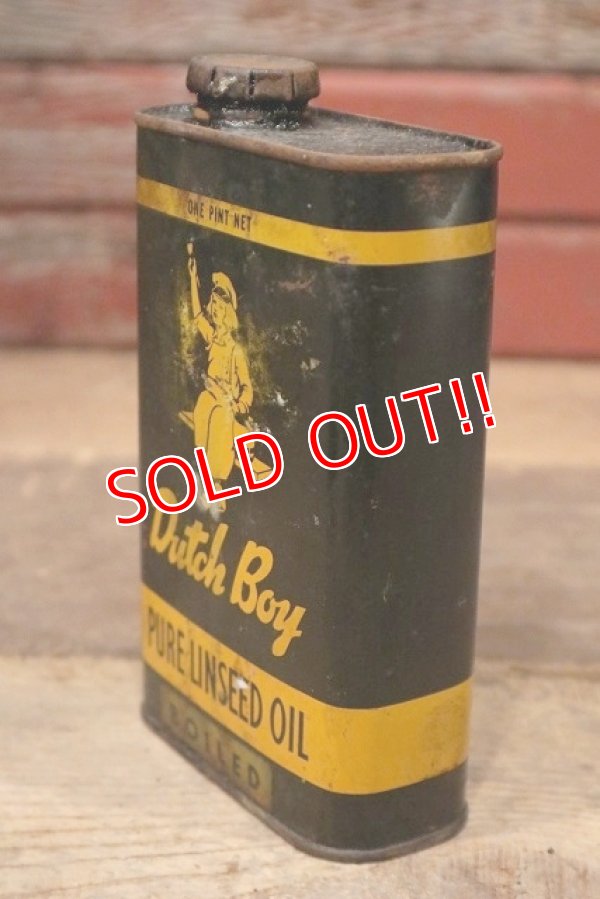 ONE PINT NET
SOLD OUT!!
Dutch Boy
PURE LINSEED OIL
BOILED